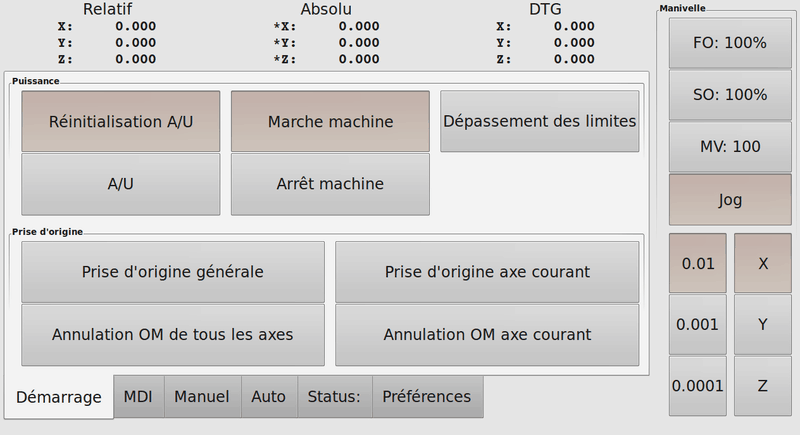 Relatif Absolu DTG
X: 0.000 *X: 0.000 X: 0.000
Y: 0.000 *Y: 0.000 Y: 0.000
Z: 0.000 *Z: 0.000 Z: 0.000
Puissance
Réinitialisation A/U Marche machine Dépassement des limites
A/U Arrêt machine
Prise d'origine
Prise d'origine générale Prise d'origine axe courant
Annulation OM de tous les axes Annulation OM axe courant
Démarrage MDI Manuel Auto Status: Préférences
Manivelle
FO: 100%
SO: 100%
MV: 100
Jog
0.01 X
0.001 Y
0.0001 Z